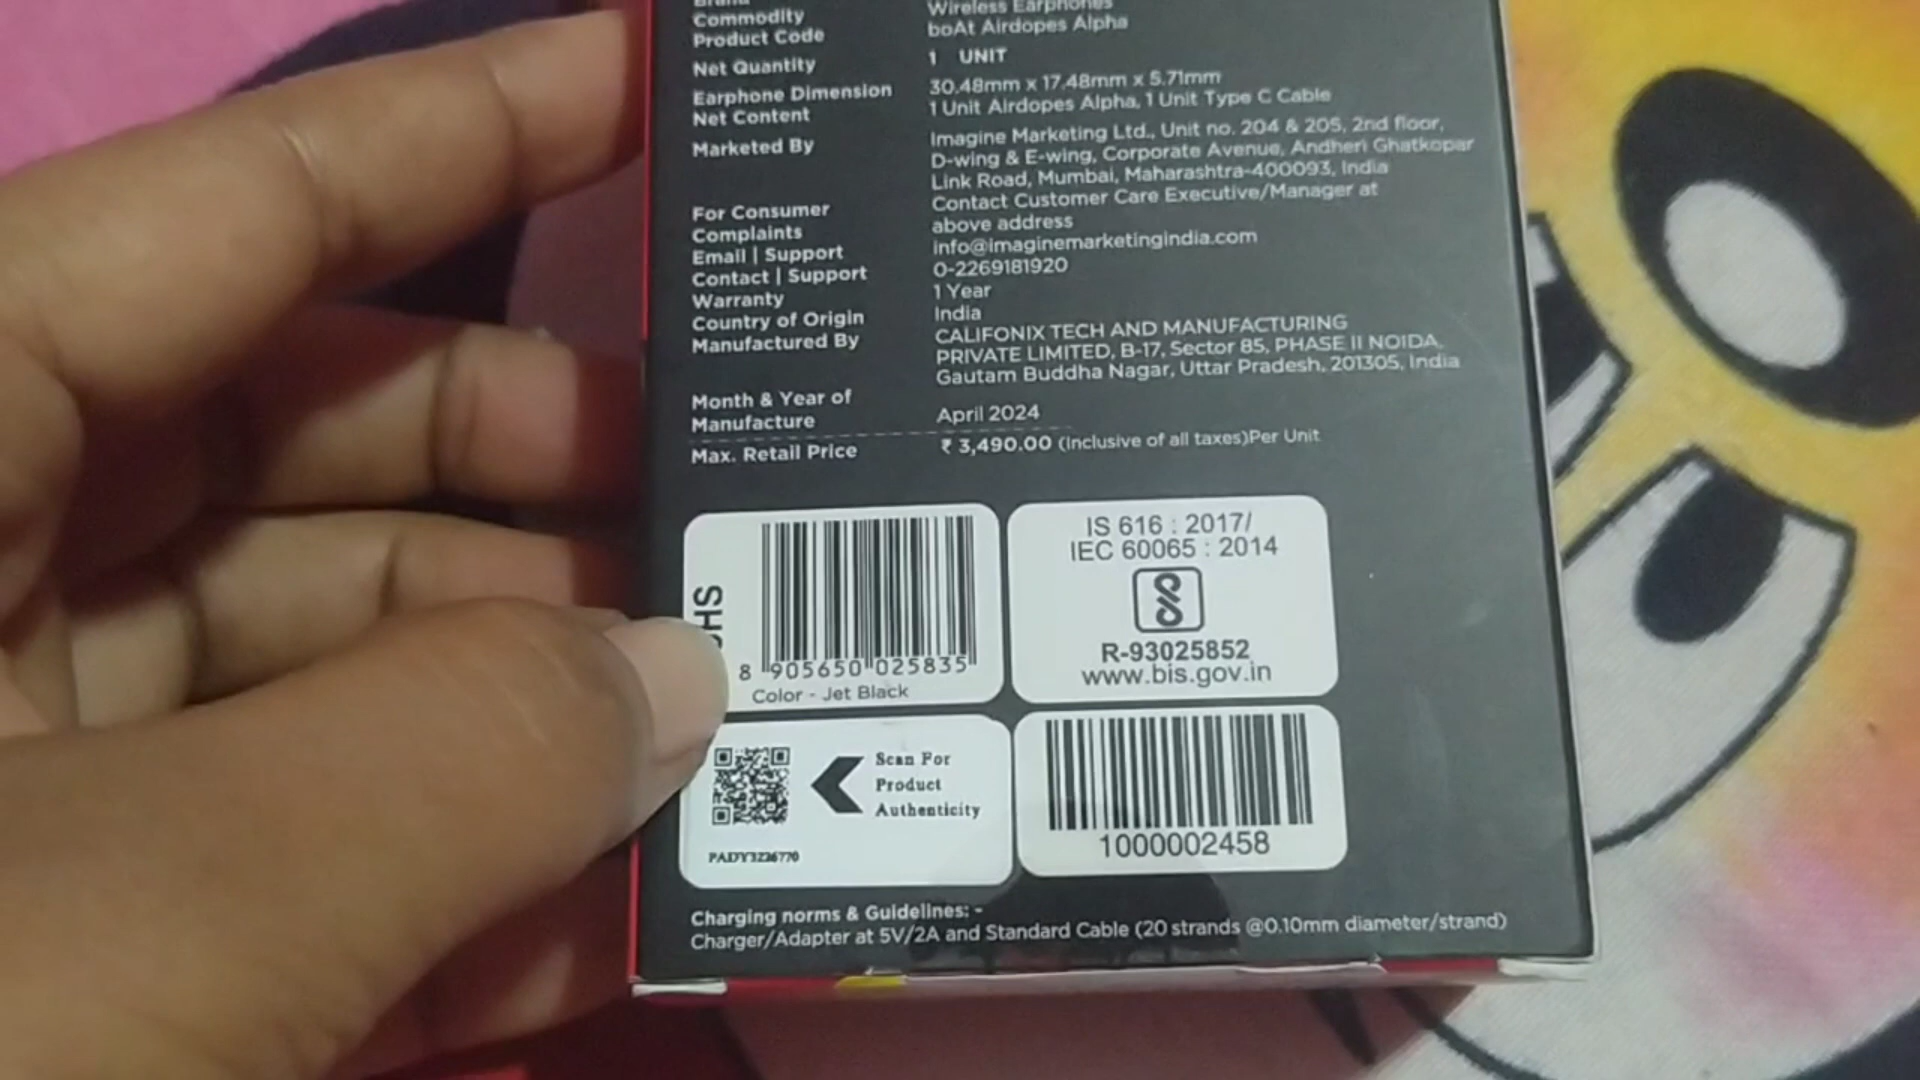 Brand
Commodity Wireless Earphones
Product Code boAt Airdopes Alpha
Net Quantity 1 UNIT
Earphone Dimension 30.48mm x 17.48mm x 5.71mm
Net Content 1 Unit Airdopes Alpha, 1 Unit Type C Cable
Marketed By Imagine Marketing Ltd., Unit no. 204 & 205, 2nd floor,
D-wing & E-wing, Corporate Avenue, Andheri Ghatkopar
Link Road, Mumbai, Maharashtra-400093, India
For Consumer Contact Customer Care Executive/Manager at
Complaints above address
Email | Support info@imaginemarketingindia.com
Contact | Support 0-2269181920
Warranty 1 Year
Country of Origin India
Manufactured By CALIFONIX TECH AND MANUFACTURING
PRIVATE LIMITED, B-17, Sector 85, PHASE II NOIDA,
Gautam Buddha Nagar, Uttar Pradesh, 201305, India
Month & Year of
Manufacture April 2024
Max. Retail Price ₹ 3,490.00 (Inclusive of all taxes)Per Unit
8 905650 025835
Color - Jet Black
IS 616 : 2017/
IEC 60065 : 2014
R-93025852
www.bis.gov.in
Scan For
Product
Authenticity
PADY3226770
1000002458
Charging norms & Guidelines: -
Charger/Adapter at 5V/2A and Standard Cable (20 strands @0.10mm diameter/strand)